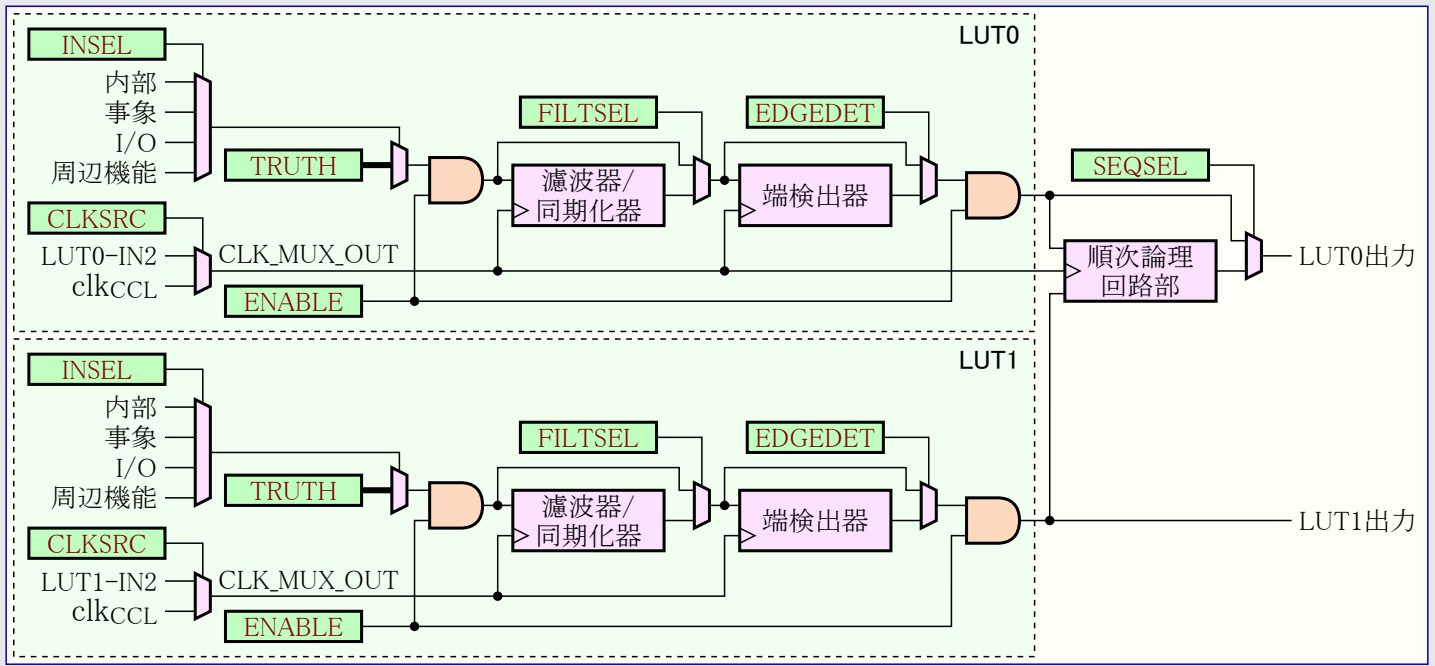 LUT0
INSEL
内部
事象
I/O
周辺機能
TRUTH
FILTSEL
濾波器/
同期化器
EDGEDET
端検出器
SEQSEL
順次論理
回路部
LUT0出力
CLKSRC
LUT0-IN2
clkCCL
CLK_MUX_OUT
ENABLE
LUT1
INSEL
内部
事象
I/O
周辺機能
TRUTH
FILTSEL
濾波器/
同期化器
EDGEDET
端検出器
LUT1出力
CLKSRC
LUT1-IN2
clkCCL
CLK_MUX_OUT
ENABLE